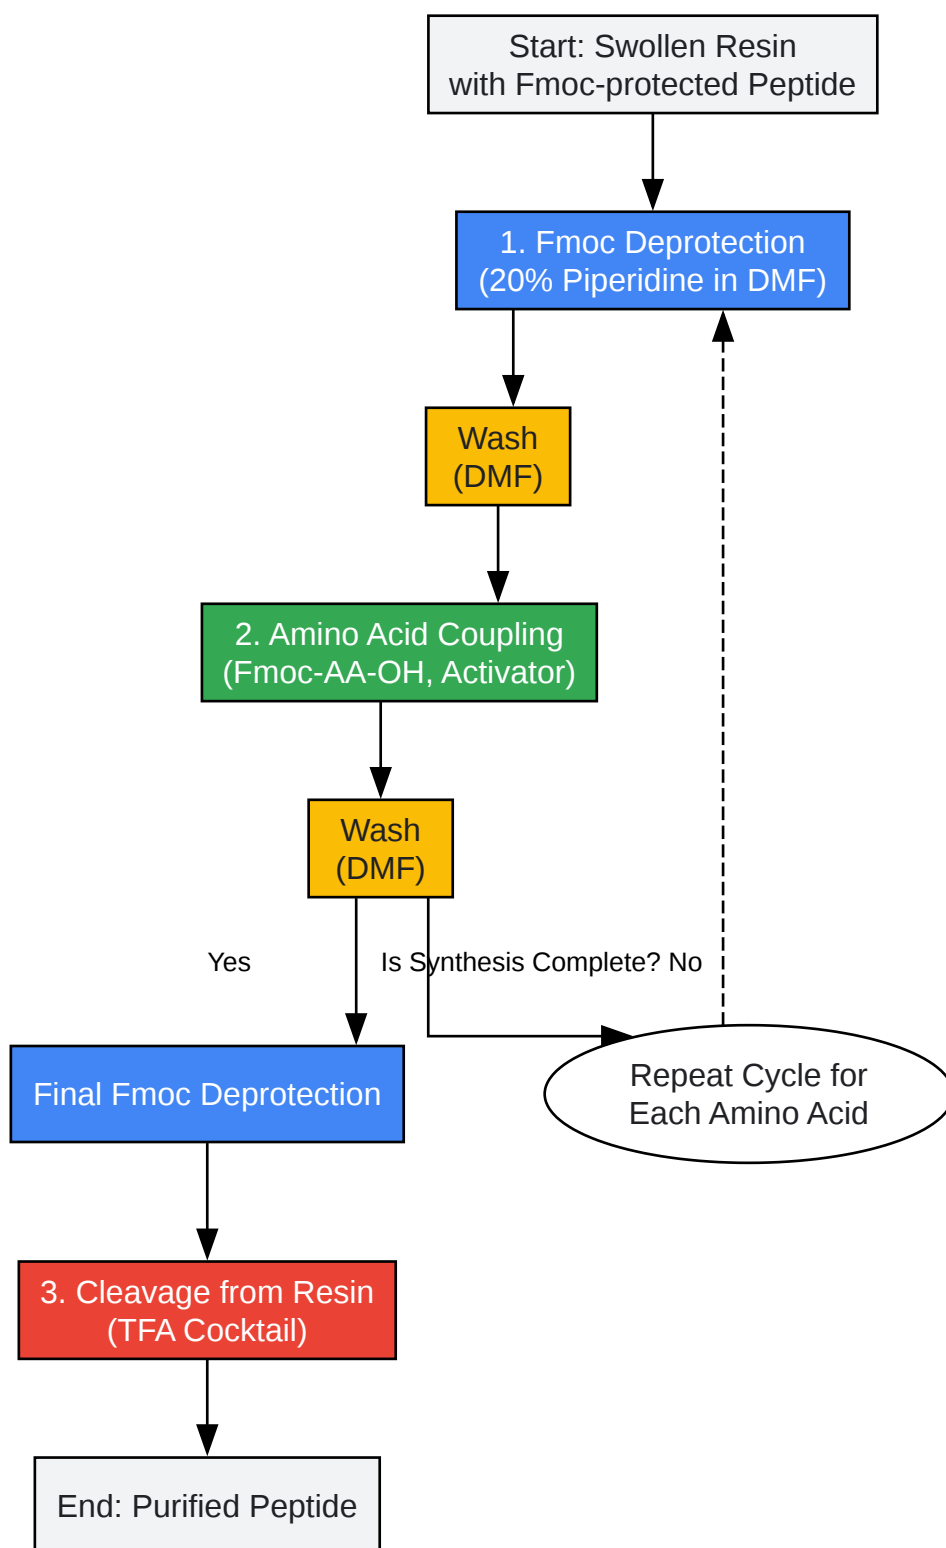 Start: Swollen Resin
with Fmoc-protected Peptide
1. Fmoc Deprotection
(20% Piperidine in DMF)
Wash
(DMF)
2. Amino Acid Coupling
(Fmoc-AA-OH, Activator)
Wash
(DMF)
Yes
Is Synthesis Complete? No
Final Fmoc Deprotection
Repeat Cycle for
Each Amino Acid
3. Cleavage from Resin
(TFA Cocktail)
End: Purified Peptide